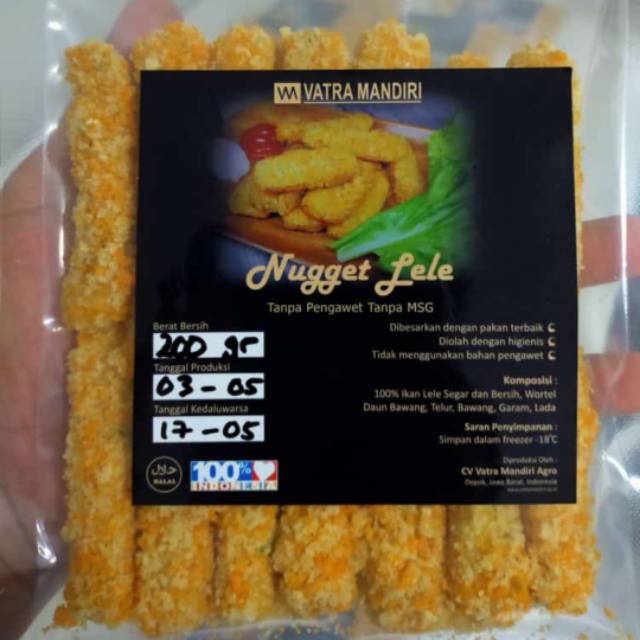 VM VATRA MANDIRI
Nugget Lele
Tanpa Pengawet Tanpa MSG
Berat Bersih
200 gr
Tanggal Produksi
03-05
Tanggal Kedaluwarsa
17-05
Dibesarkan dengan pakan terbaik
Diolah dengan higienis
Tidak menggunakan bahan pengawet
Komposisi :
100% Ikan Lele Segar dan Bersih, Wortel
Daun Bawang, Telur, Bawang, Garam, Lada
Saran Penyimpanan :
Simpan dalam freezer -18°C
Diproduksi Oleh :
CV Vatra Mandiri Agro
Depok, Jawa Barat, Indonesia
حلال
HALAL
100%
INDONESIA